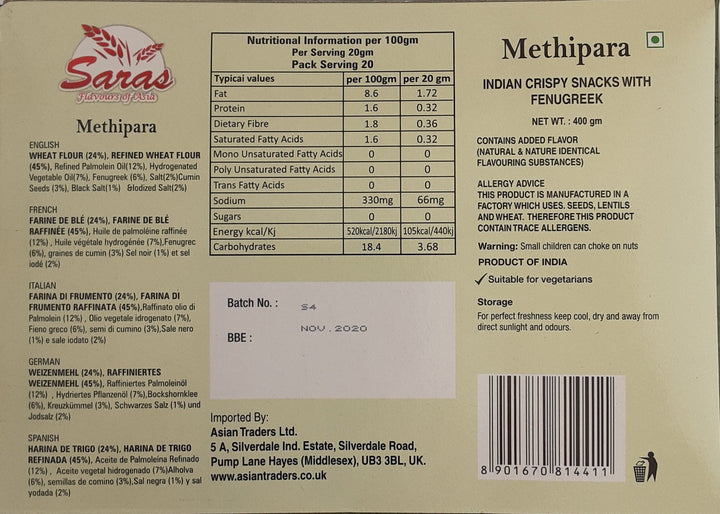 Saras
Flavours of Asia
Methipara
ENGLISH
WHEAT FLOUR (24%), REFINED WHEAT FLOUR
(45%), Refined Palmolein Oil(12%), Hydrogenated
Vegetable Oil(7%), Fenugreek (6%), Salt(2%)Cumin
Seeds (3%), Black Salt(1%) &Iodized Salt(2%)
FRENCH
FARINE DE BLÉ (24%), FARINE DE BLÉ
RAFFINÉE (45%), Huile de palmoléine raffinée
(12%) , Huile végétale hydrogénée (7%),Fenugrec
(6%), graines de cumin (3%) Sel noir (1%) et sel
iodé (2%)
ITALIAN
FARINA DI FRUMENTO (24%), FARINA DI
FRUMENTO RAFFINATA (45%),Raffinato olio di
Palmolein (12%) , Olio vegetale idrogenato (7%),
Fieno greco (6%), semi di cumino (3%),Sale nero
(1%) e sale iodato (2%)
GERMAN
WEIZENMEHL (24%), RAFFINIERTES
WEIZENMEHL (45%), Raffiniertes Palmoleinöl
(12%) , Hydriertes Pflanzenöl (7%),Bockshornklee
(6%), Kreuzkümmel (3%), Schwarzes Salz (1%) und
Jodsalz (2%)
SPANISH
HARINA DE TRIGO (24%), HARINA DE TRIGO
REFINADA (45%), Aceite de Palmoleina Refinado
(12%) , Aceite vegetal hidrogenado (7%)Alholva
(6%), semillas de comino (3%),Sal negra (1%) y sal
yodada (2%)
Nutritional Information per 100gm
Per Serving 20gm
Pack Serving 20
Typical values per 100gm per 20 gm
Fat 8.6 1.72
Protein 1.6 0.32
Dietary Fibre 1.8 0.36
Saturated Fatty Acids 1.6 0.32
Mono Unsaturated Fatty Acids 0 0
Poly Unsaturated Fatty Acids 0 0
Trans Fatty Acids 0 0
Sodium 330mg 66mg
Sugars 0 0
Energy kcal/Kj 520kcal/2180kj 105kcal/440kj
Carbohydrates 18.4 3.68
Batch No. : S4
BBE : NOV.2020
Imported By:
Asian Traders Ltd.
5 A, Silverdale Ind. Estate, Silverdale Road,
Pump Lane Hayes (Middlesex), UB3 3BL, UK.
www.asiantraders.co.uk
Methipara
INDIAN CRISPY SNACKS WITH
FENUGREEK
NET WT. : 400 gm
CONTAINS ADDED FLAVOR
(NATURAL & NATURE IDENTICAL
FLAVOURING SUBSTANCES)
ALLERGY ADVICE
THIS PRODUCT IS MANUFACTURED IN A
FACTORY WHICH USES. SEEDS, LENTILS
AND WHEAT. THEREFORE THIS PRODUCT
CONTAIN TRACE ALLERGENS.
Warning: Small children can choke on nuts
PRODUCT OF INDIA
Suitable for vegetarians
Storage
For perfect freshness keep cool, dry and away from
direct sunlight and odours.
8 901670 814411